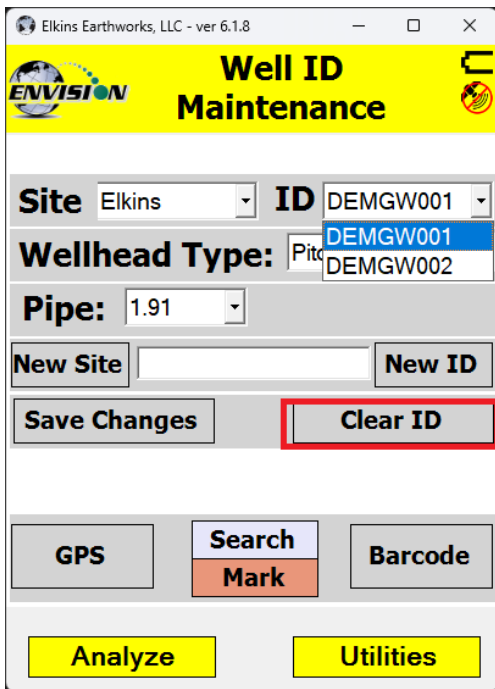 Elkins Earthworks, LLC - ver 6.1.8
ENVISION
Well ID
Maintenance
Site Elkins ID DEMGW001
DEMGW001
DEMGW002
Wellhead Type:
Pipe: 1.91
New Site New ID
Save Changes Clear ID
GPS Search Barcode
Mark
Analyze Utilities